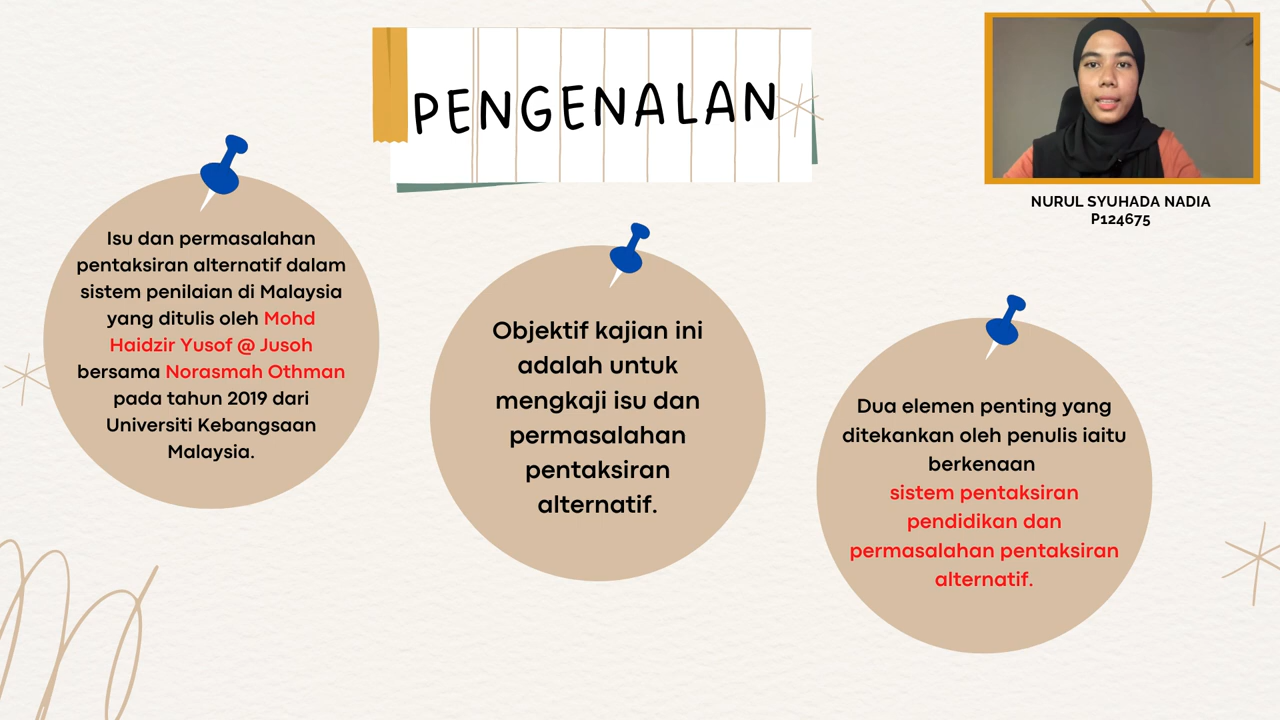 PENGENALAN
NURUL SYUHADA NADIA
P124675
Isu dan permasalahan
pentaksiran alternatif dalam
sistem penilaian di Malaysia
yang ditulis oleh Mohd
Haidzir Yusof @ Jusoh
bersama Norasmah Othman
pada tahun 2019 dari
Universiti Kebangsaan
Malaysia.
Objektif kajian ini
adalah untuk
mengkaji isu dan
permasalahan
pentaksiran
alternatif.
Dua elemen penting yang
ditekankan oleh penulis iaitu
berkenaan
sistem pentaksiran
pendidikan dan
permasalahan pentaksiran
alternatif.